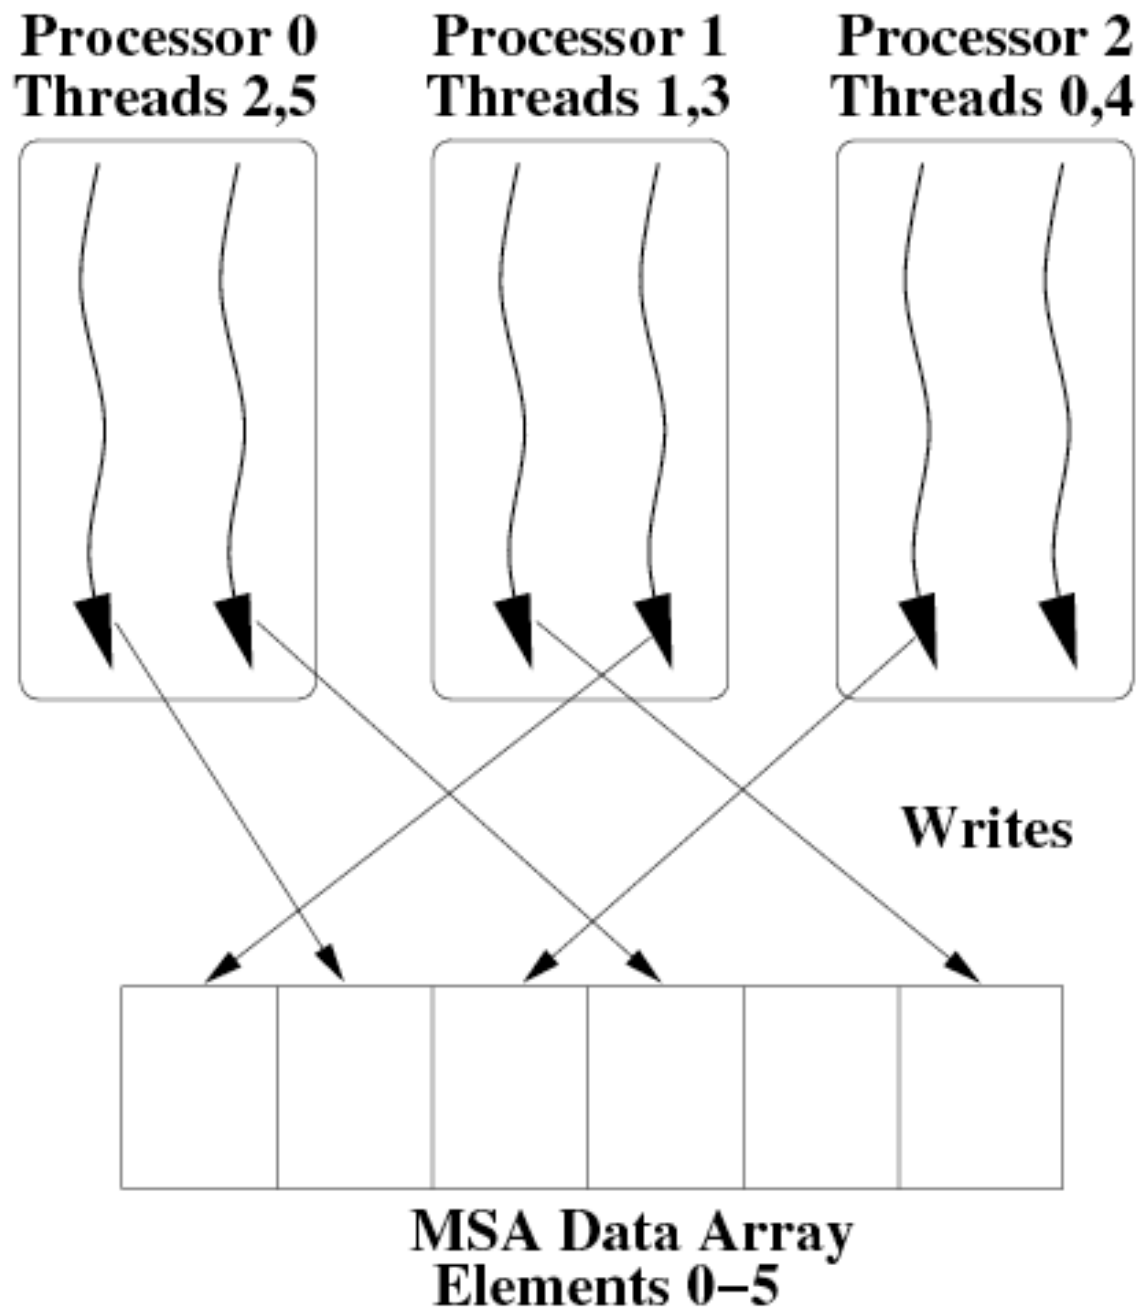 Processor 0
Threads 2,5
Processor 1
Threads 1,3
Processor 2
Threads 0,4
Writes
MSA Data Array
Elements 0–5